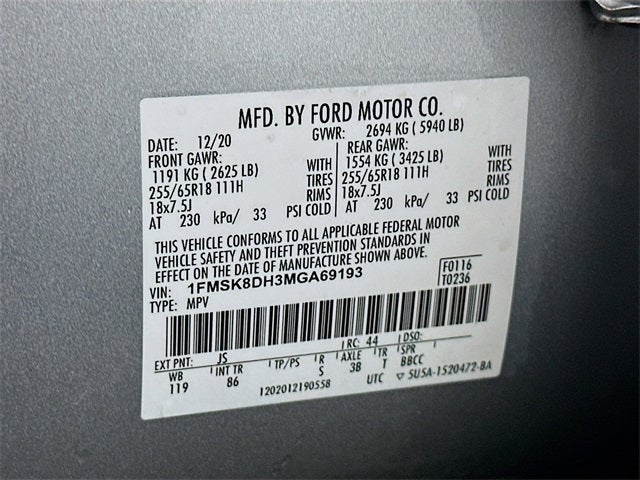 MFD. BY FORD MOTOR CO.
DATE: 12/20 GVWR: 2694 KG ( 5940 LB)
FRONT GAWR: REAR GAWR:
1191 KG ( 2625 LB) WITH 1554 KG ( 3425 LB) WITH
255/65R18 111H TIRES 255/65R18 111H TIRES
18x7.5J RIMS 18x7.5J RIMS
AT 230 kPa/ 33 PSI COLD AT 230 kPa/ 33 PSI COLD
THIS VEHICLE CONFORMS TO ALL APPLICABLE FEDERAL MOTOR
VEHICLE SAFETY AND THEFT PREVENTION STANDARDS IN
EFFECT ON THE DATE OF MANUFACTURE SHOWN ABOVE.
VIN: 1FMSK8DH3MGA69193 F0116
TYPE: MPV T0236
EXT PNT: JS RC: 44 DSO:
WB INT TR TP/PS R AXLE TR SPR
119 86 S 3B T BBCC
1202012190558 UTC ▽ 5U5A-1520472-BA